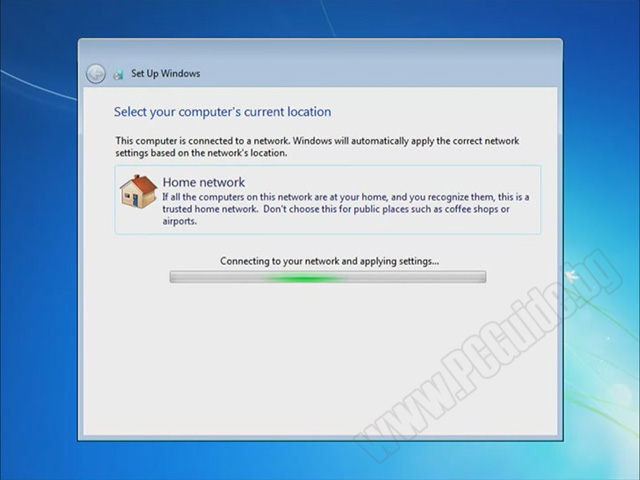 Set Up Windows
Select your computer's current location
This computer is connected to a network. Windows will automatically apply the correct network
settings based on the network's location.
Home network
If all the computers on this network are at your home, and you recognize them, this is a
trusted home network.  Don't choose this for public places such as coffee shops or
airports.
Connecting to your network and applying settings...
www.PCGuide.bg